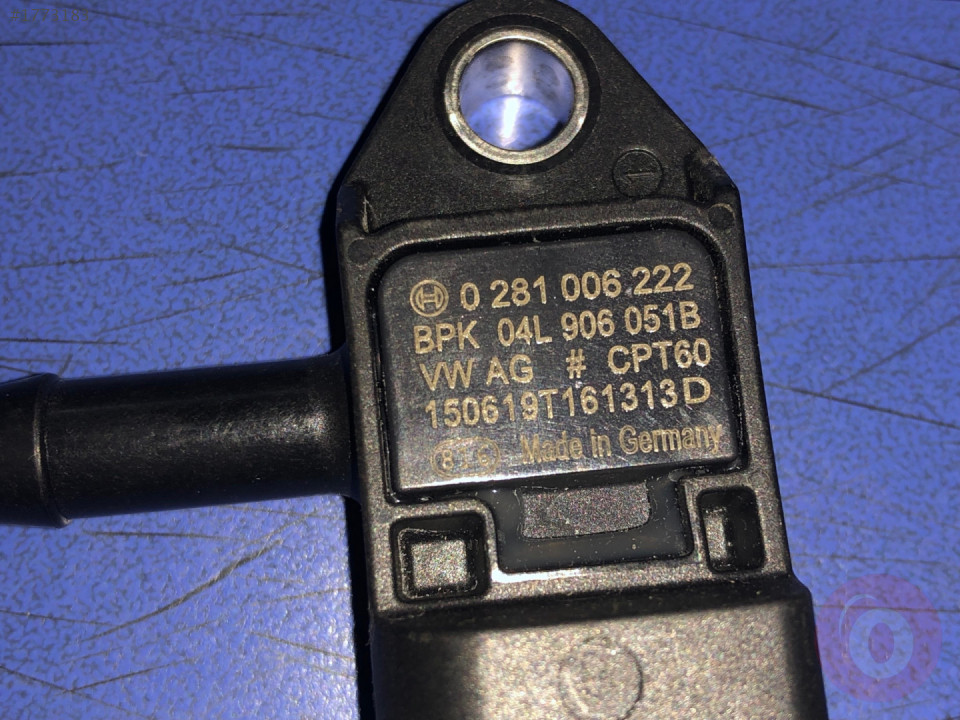 0 281 006 222
BPK 04L 906 051B
VW AG # CPT60
150619T161313D
Made in Germany